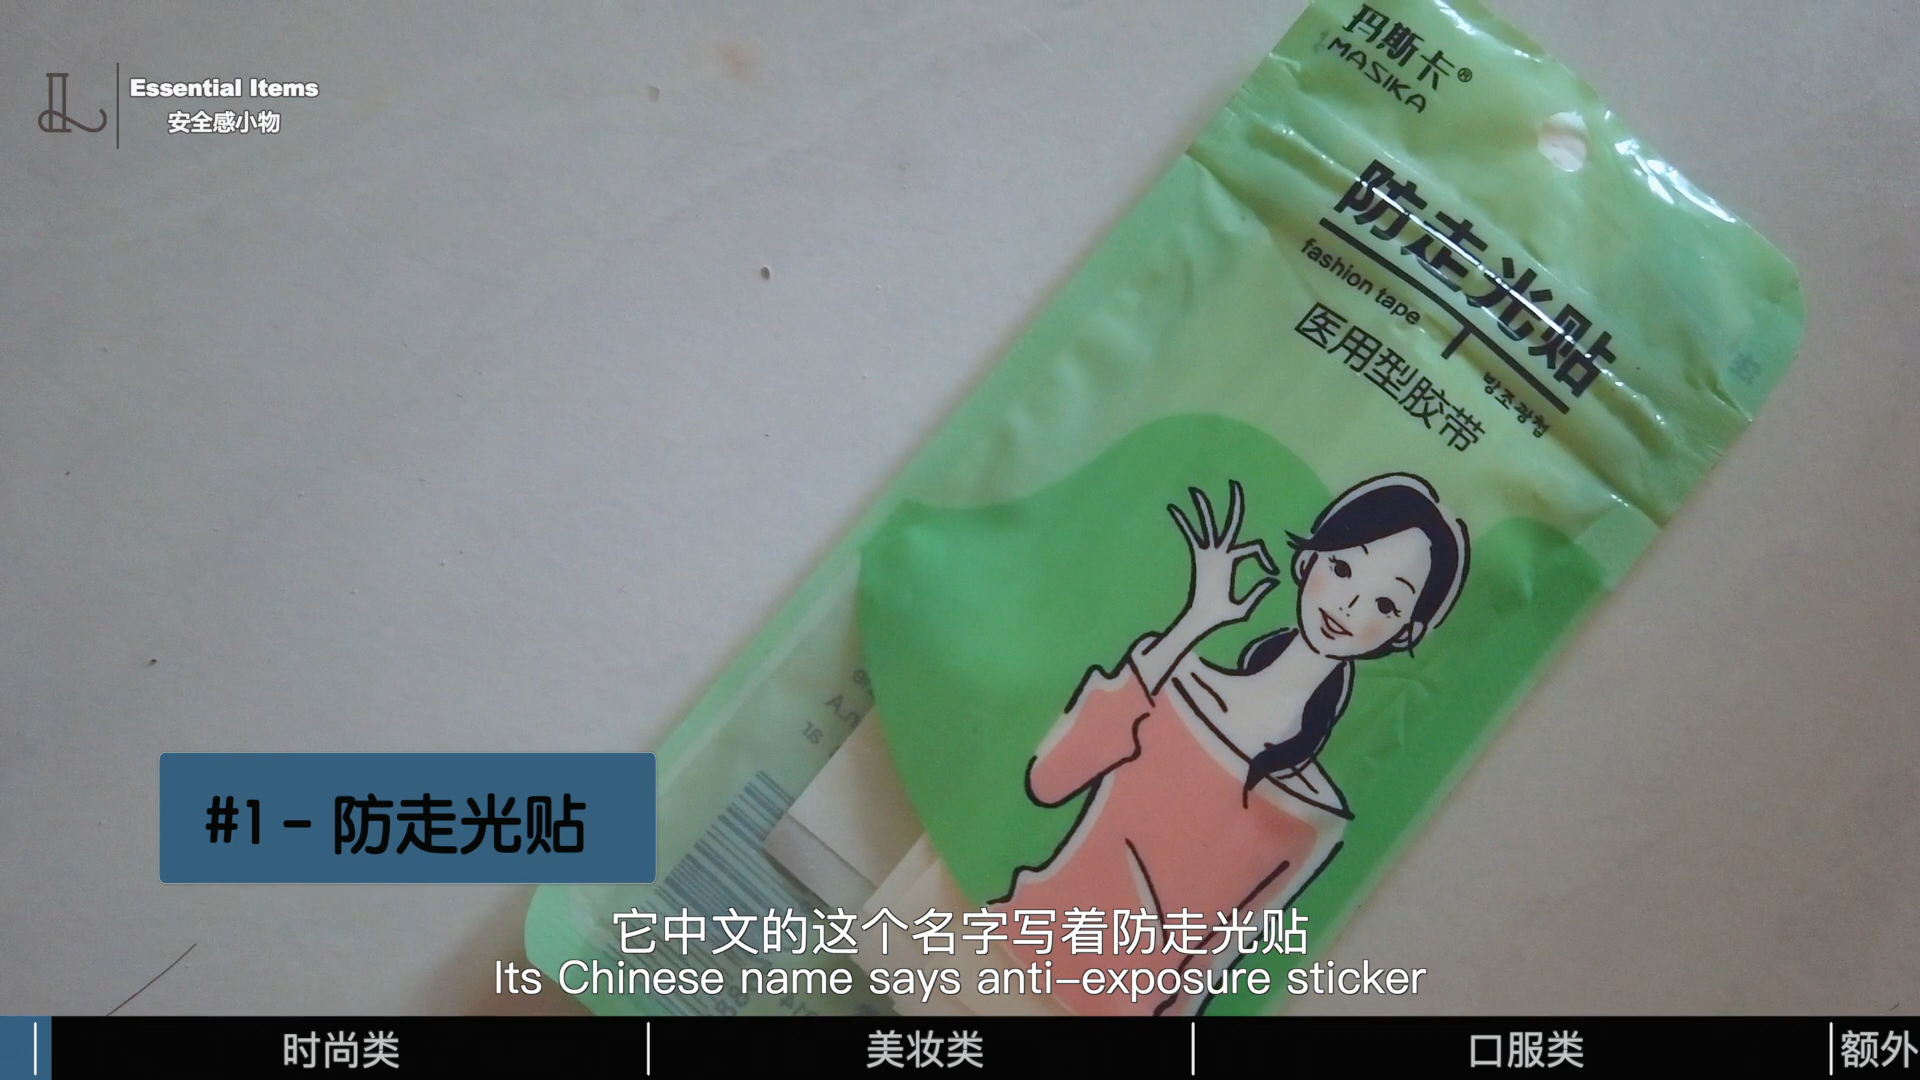 Essential Items
安全感小物
玛斯卡®
MASIKA
防走光贴
fashion tape
방조광첩
医用型胶带
#1 - 防走光贴
它中文的这个名字写着防走光贴
Its Chinese name says anti-exposure sticker
时尚类
美妆类
口服类
额外